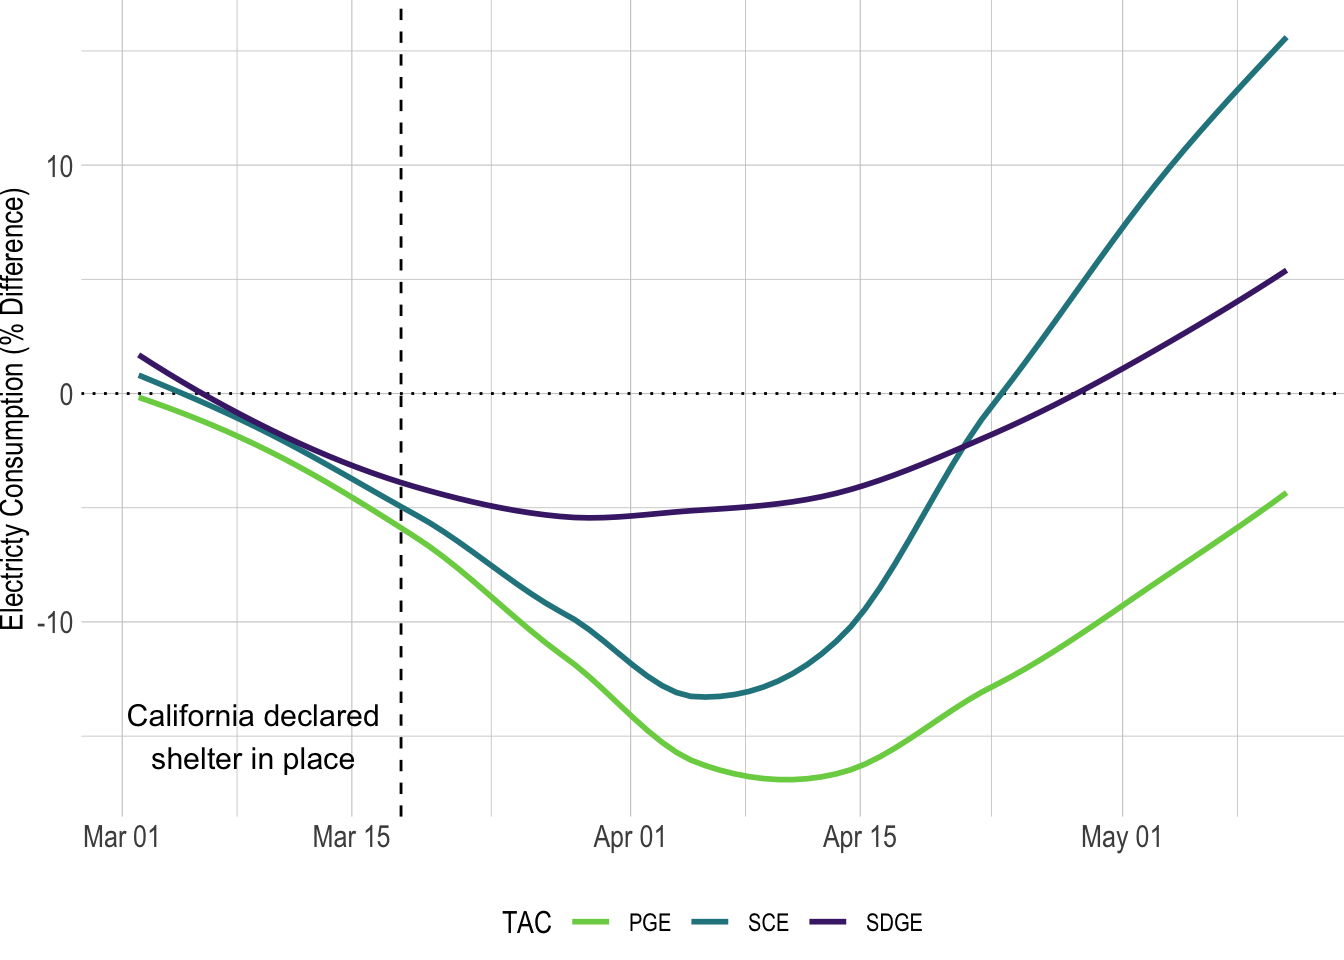 Electricty Consumption (% Difference)
10
0
-10
California declared
shelter in place
Mar 01 Mar 15 Apr 01 Apr 15 May 01
TAC PGE SCE SDGE